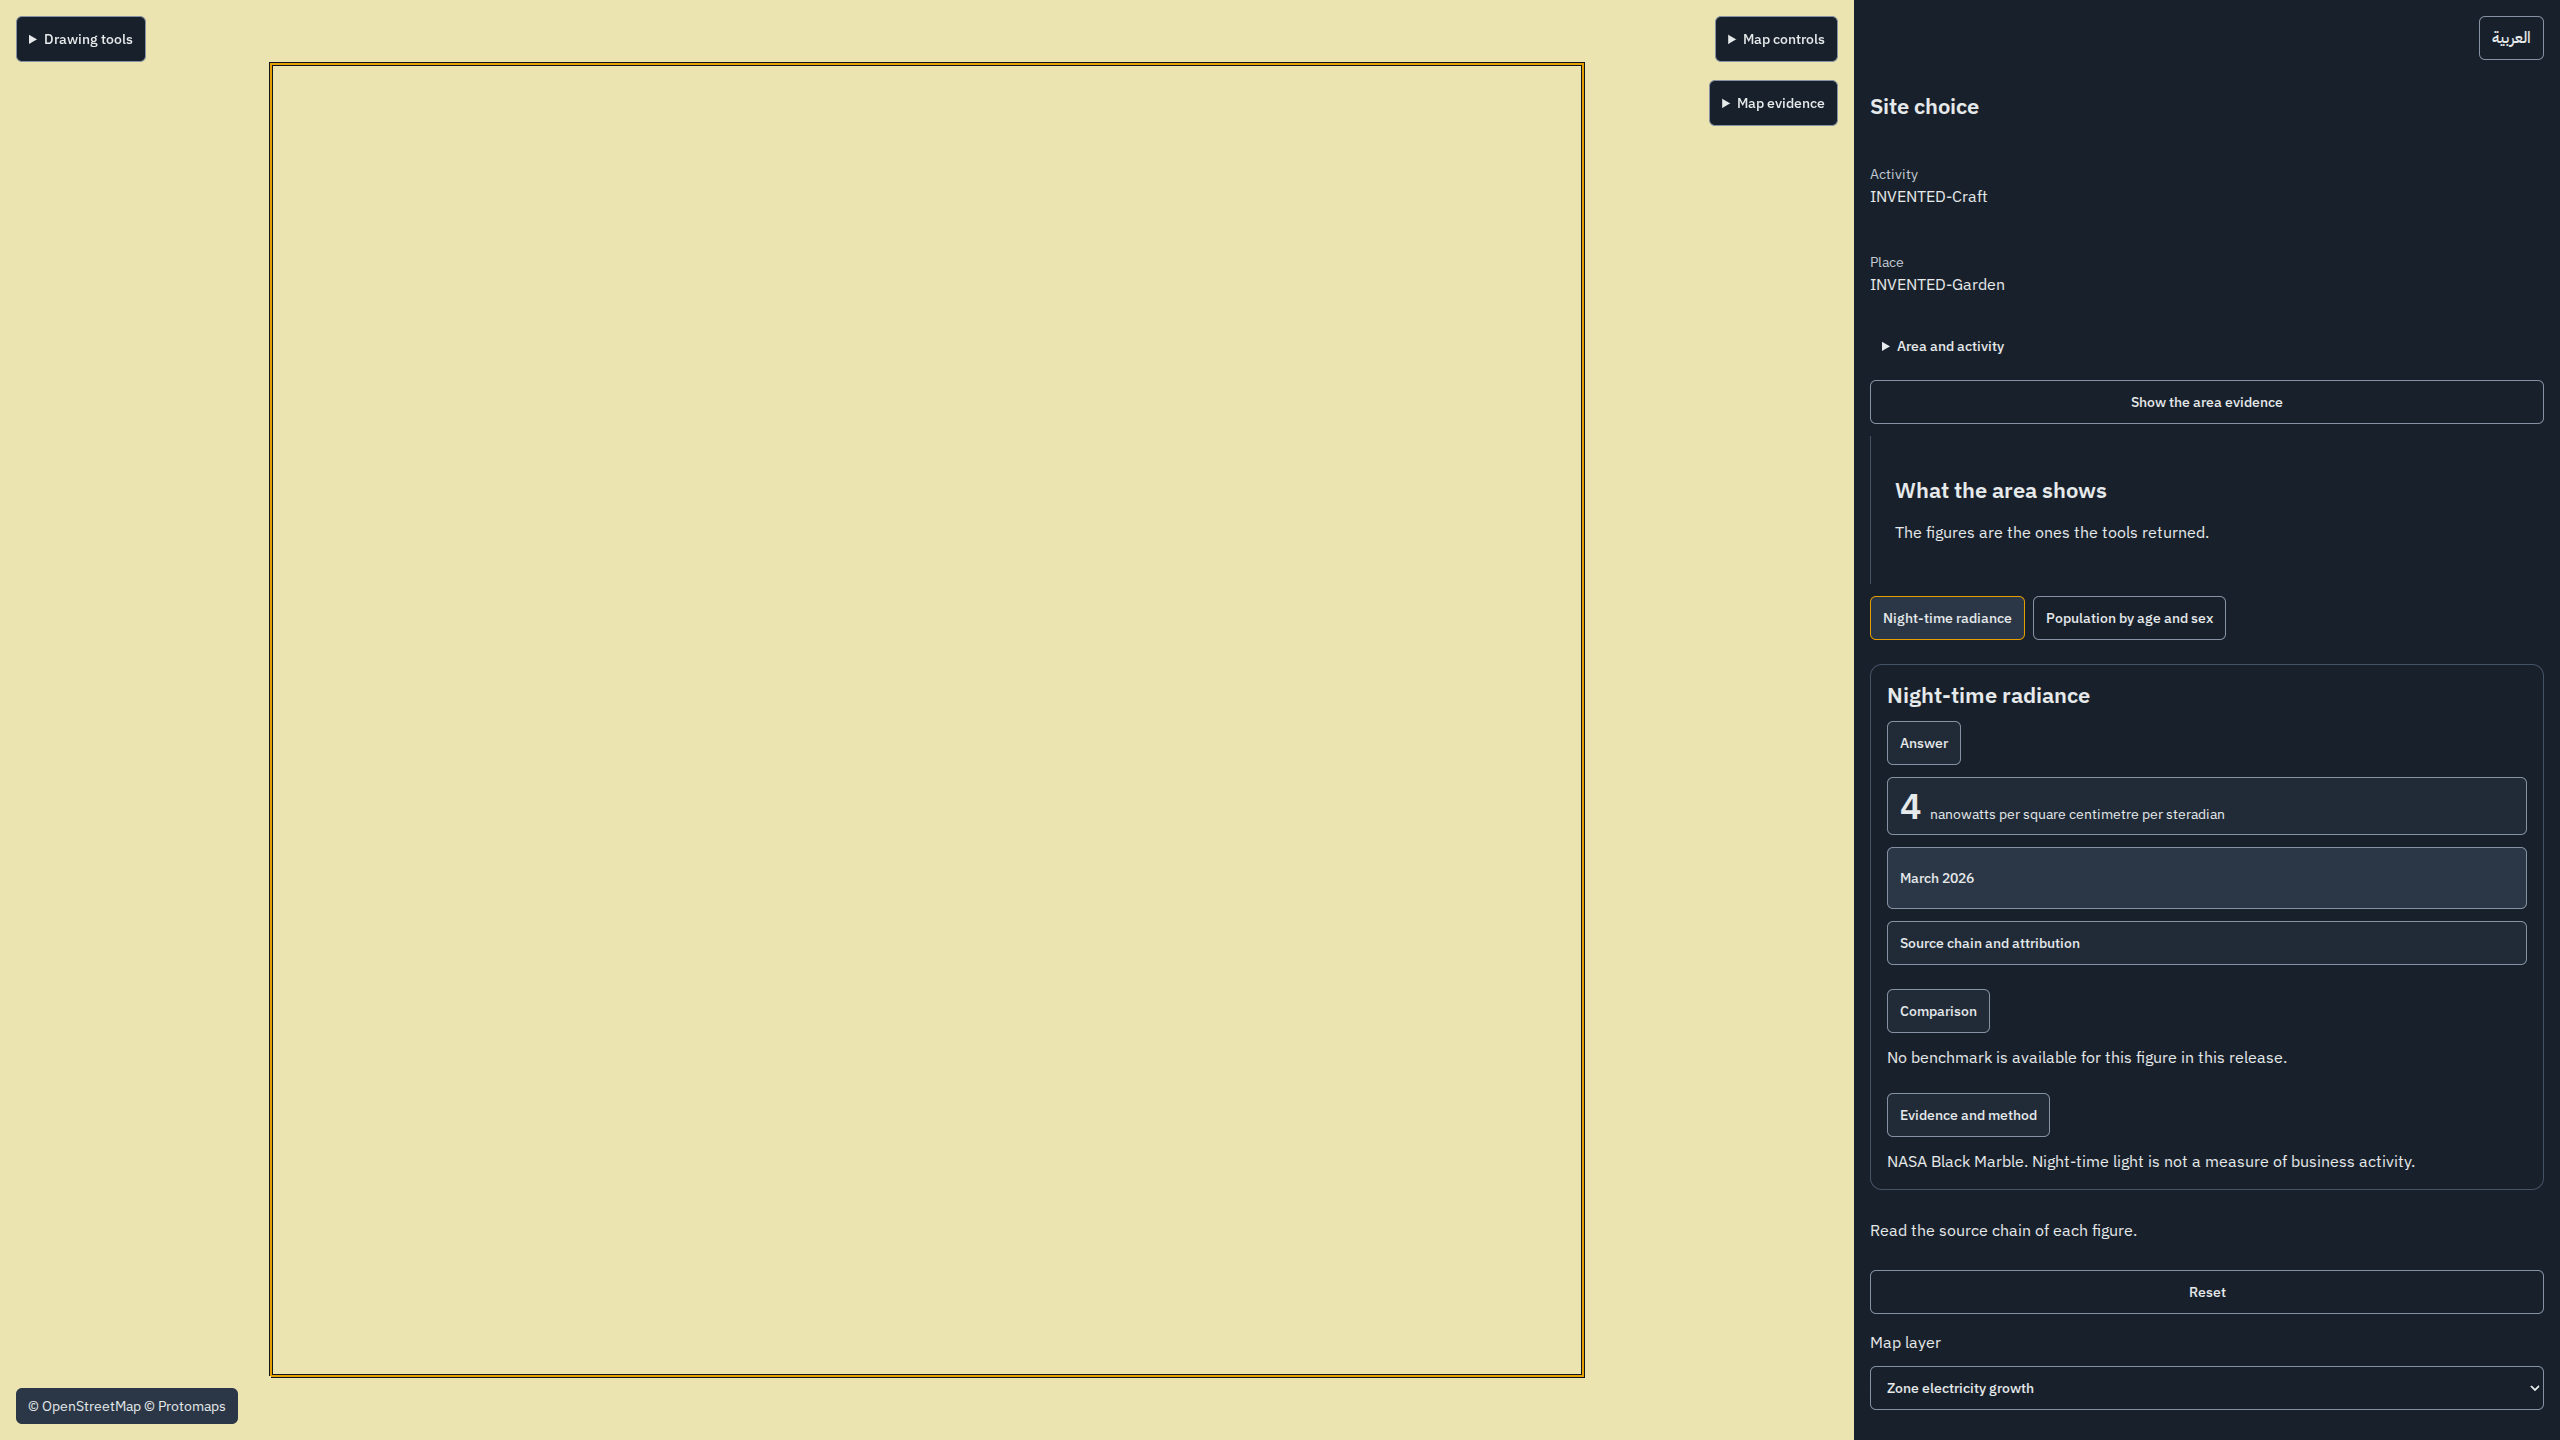 Drawing tools
Map controls
Map evidence
© OpenStreetMap © Protomaps
العربية
Site choice
Activity
INVENTED-Craft
Place
INVENTED-Garden
Area and activity
Show the area evidence
What the area shows
The figures are the ones the tools returned.
Night-time radiance
Population by age and sex
Night-time radiance
Answer
4 nanowatts per square centimetre per steradian
March 2026
Source chain and attribution
Comparison
No benchmark is available for this figure in this release.
Evidence and method
NASA Black Marble. Night-time light is not a measure of business activity.
Read the source chain of each figure.
Reset
Map layer
Zone electricity growth